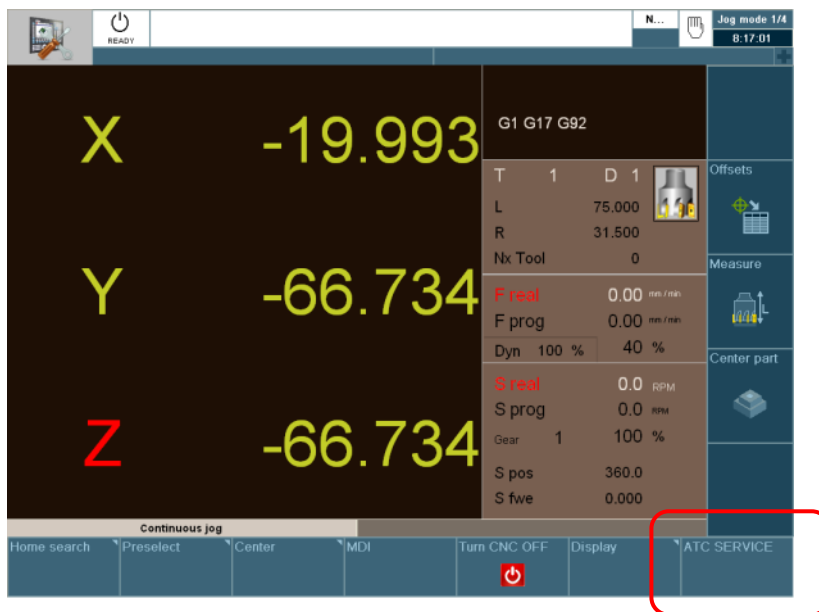 READY
N...
Jog mode 1/4
8:17:01
X -19.993
Y -66.734
Z -66.734
G1 G17 G92
T 1 D 1
L 75.000
R 31.500
Nx Tool 0
F real 0.00 mm/min
F prog 0.00 mm/min
Dyn 100 % 40 %
S real 0.0 RPM
S prog 0.0 RPM
Gear 1 100 %
S pos 360.0
S fwe 0.000
Offsets
Measure
L
Center part
Continuous jog
Home search Preselect Center MDI Turn CNC OFF Display ATC SERVICE